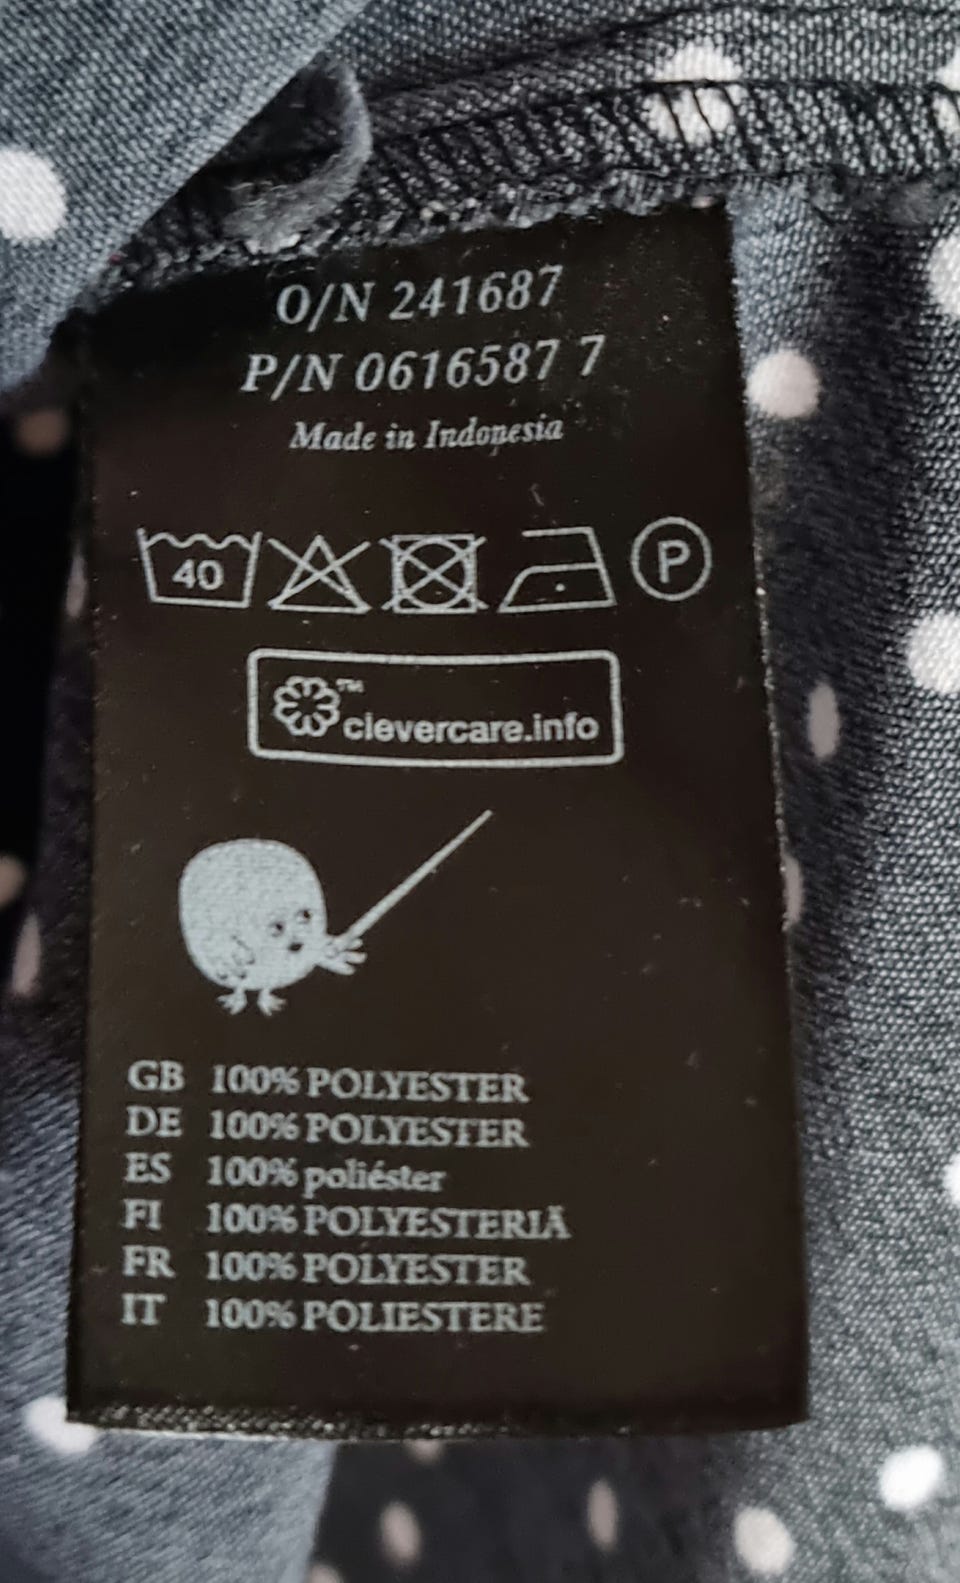 O/N 241687
P/N 0616587 7
Made in Indonesia
40 P
™ clevercare.info
GB 100% POLYESTER
DE 100% POLYESTER
ES 100% poliéster
FI 100% POLYESTERIÄ
FR 100% POLYESTER
IT 100% POLIESTERE